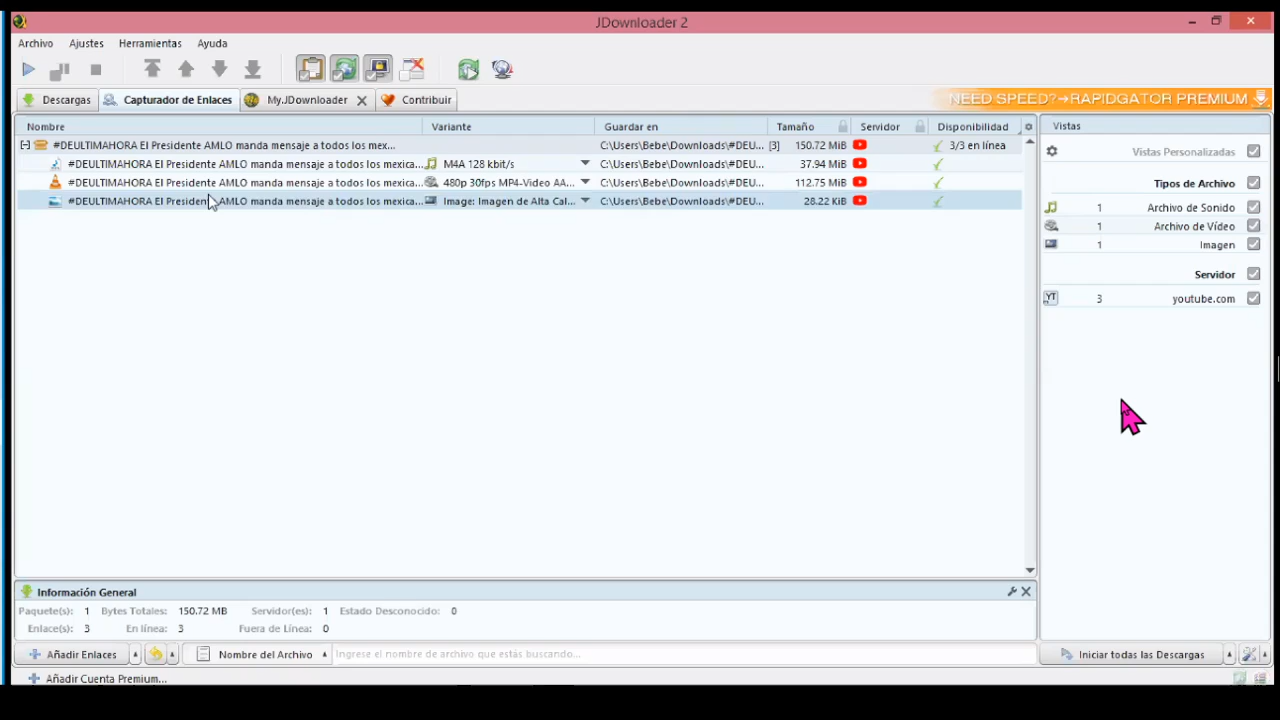 JDownloader 2
Archivo Ajustes Herramientas Ayuda
Descargas Capturador de Enlaces My.JDownloader Contribuir NEED SPEED?→RAPIDGATOR PREMIUM
Nombre Variante Guardar en Tamaño Servidor Disponibilidad Vistas
#DEULTIMAHORA El Presidente AMLO manda mensaje a todos los mex... C:\Users\Bebe\Downloads\#DEU... [3] 150.72 MiB 3/3 en línea
#DEULTIMAHORA El Presidente AMLO manda mensaje a todos los mexica... M4A 128 kbit/s C:\Users\Bebe\Downloads\#DEU... 37.94 MiB
#DEULTIMAHORA El Presidente AMLO manda mensaje a todos los mexica... 480p 30fps MP4-Video AA... C:\Users\Bebe\Downloads\#DEU... 112.75 MiB
#DEULTIMAHORA El Presiden AMLO manda mensaje a todos los mexica... Image: Imagen de Alta Cal... C:\Users\Bebe\Downloads\#DEU... 28.22 KiB
Vistas Personalizadas
Tipos de Archivo
1 Archivo de Sonido
1 Archivo de Vídeo
1 Imagen
Servidor
YT 3 youtube.com
Información General
Paquete(s): 1 Bytes Totales: 150.72 MB Servidor(es): 1 Estado Desconocido: 0
Enlace(s): 3 En línea: 3 Fuera de Línea: 0
Añadir Enlaces Nombre del Archivo Ingrese el nombre de archivo que estás buscando... Iniciar todas las Descargas
Añadir Cuenta Premium...